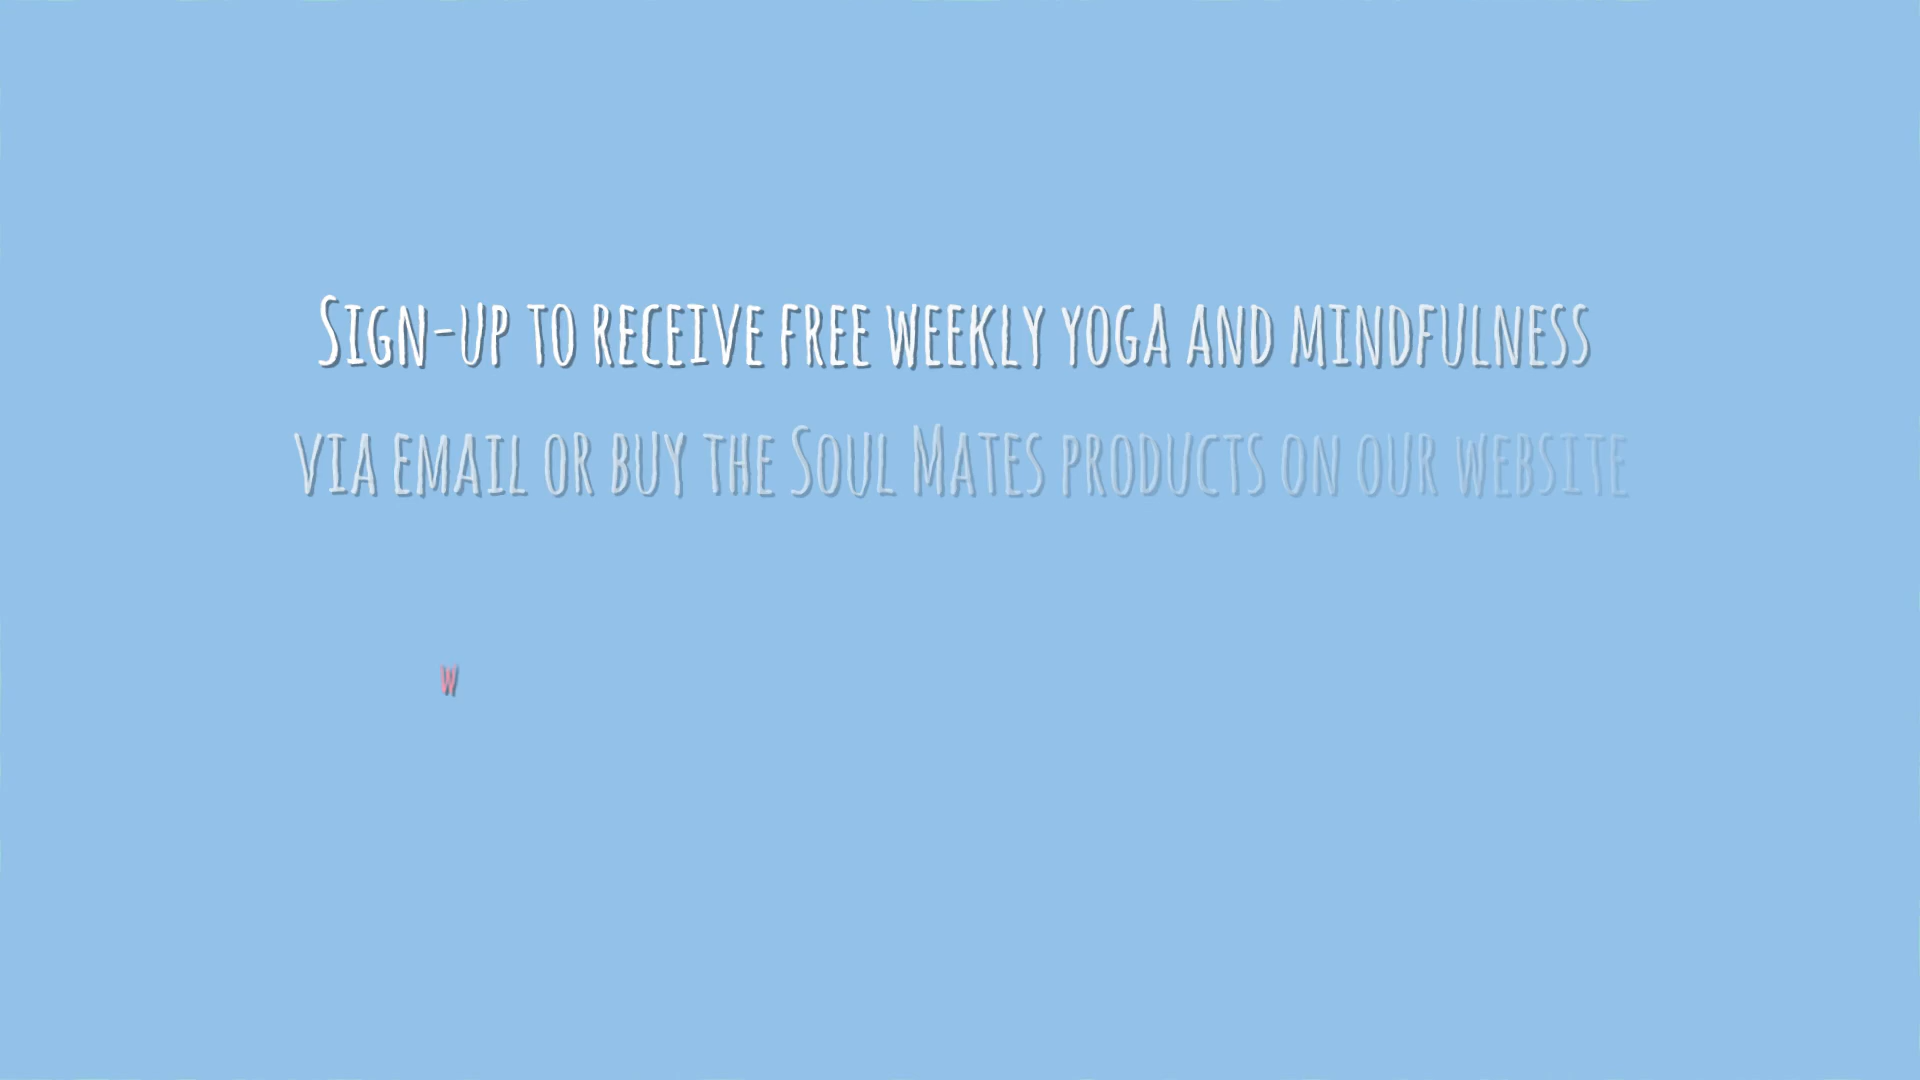 Sign-up to receive free weekly yoga and mindfulness
via email or buy the Soul Mates products on our website
w